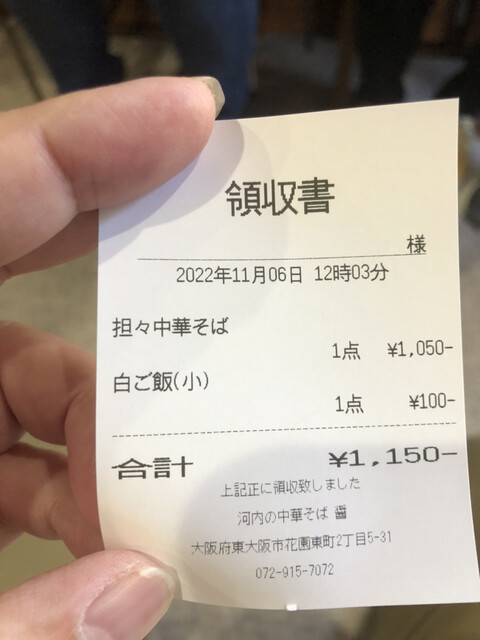 領収書
様
2022年11月06日 12時03分
担々中華そば
1点 ¥1,050-
白ご飯(小)
1点 ¥100-
合計 ¥1,150-
上記正に領収致しました
河内の中華そば 醤
大阪府東大阪市花園東町2丁目5-31
072-915-7072